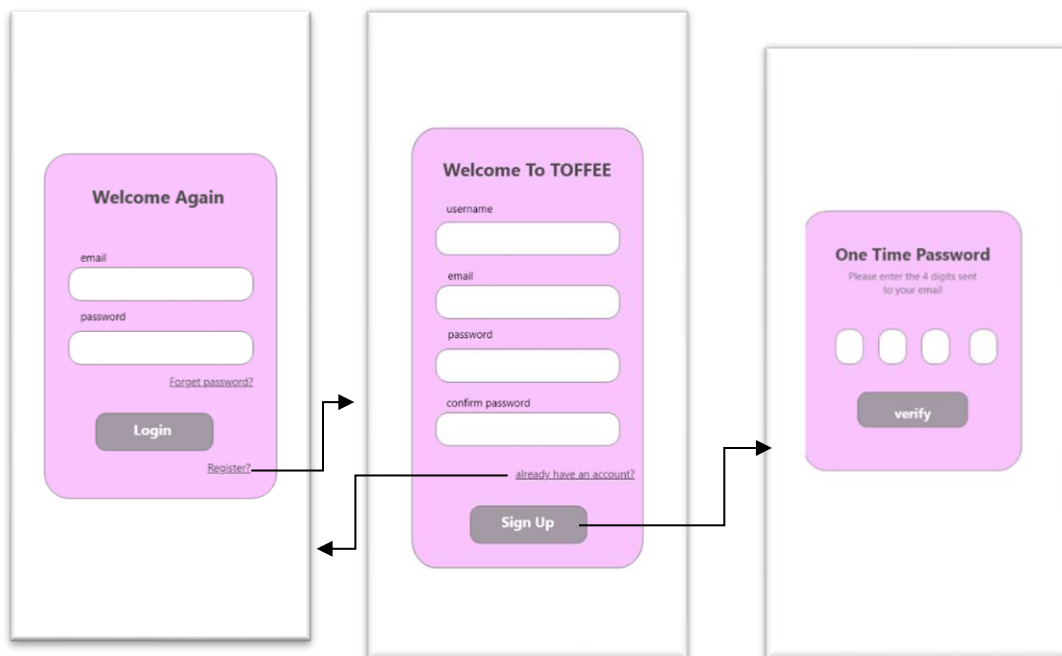 Welcome Again
email
password
Forget password?
Login
Register?
Welcome To TOFFEE
username
email
password
confirm password
already have an account?
Sign Up
One Time Password
Please enter the 4 digits sent
to your email
verify